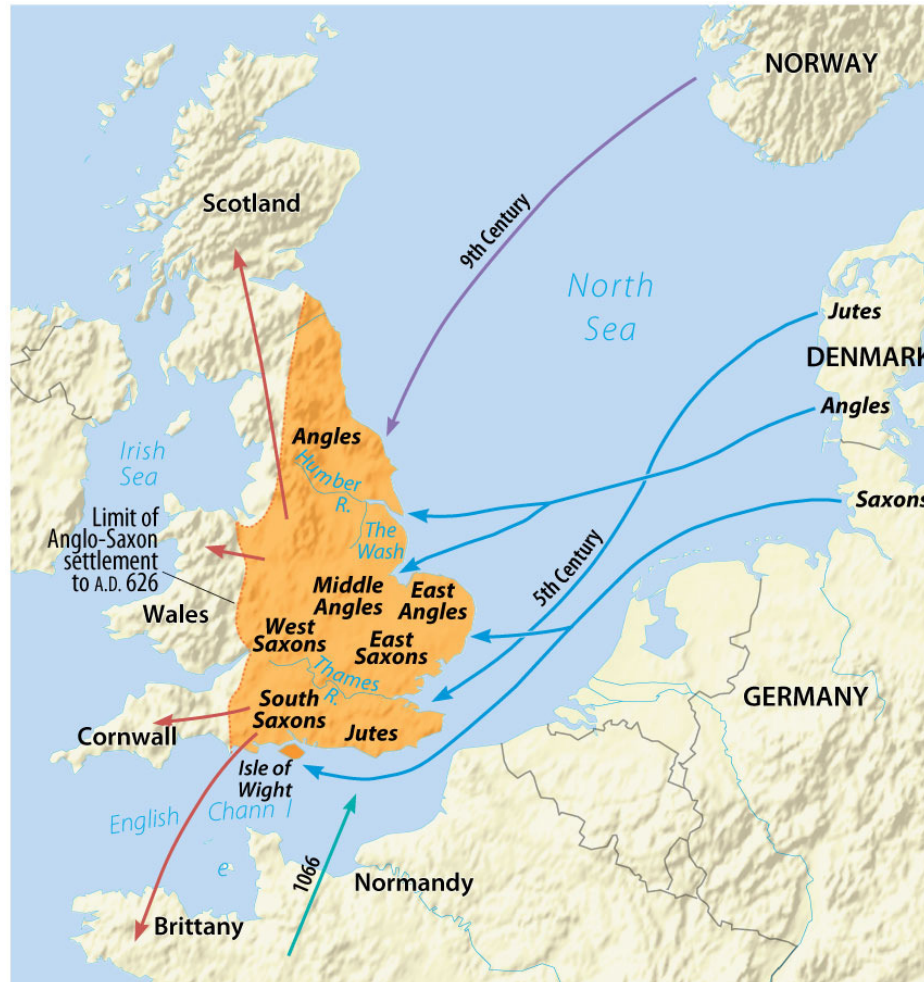 NORWAY
Scotland
9th Century
North
Sea
Jutes
DENMARK
Angles
Saxons
Angles
Humber
R.
The
Wash
Irish
Sea
Limit of
Anglo-Saxon
settlement
to A.D. 626
Wales
Middle
Angles
East
Angles
5th Century
West
Saxons
East
Saxons
Thames
R.
GERMANY
South
Saxons
Jutes
Cornwall
Isle of
Wight
English Chann l
e
1066
Normandy
Brittany